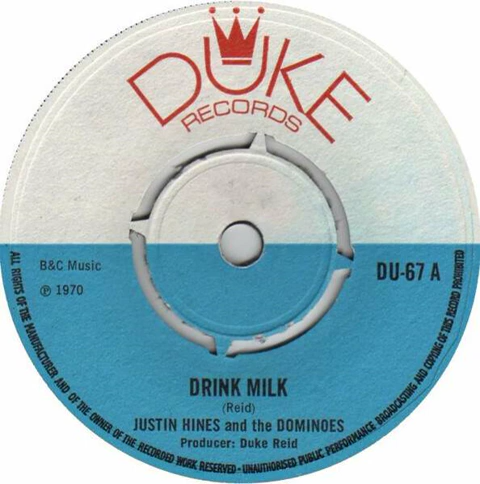 DUKE
RECORDS
B&C Music
℗ 1970
DU-67 A
DRINK MILK
(Reid)
JUSTIN HINES and the DOMINOES
Producer: Duke Reid
ALL RIGHTS OF THE MANUFACTURER AND OF THE OWNER OF THE RECORDED WORK RESERVED - UNAUTHORISED PUBLIC PERFORMANCE BROADCASTING AND COPYING OF THIS RECORD PROHIBITED